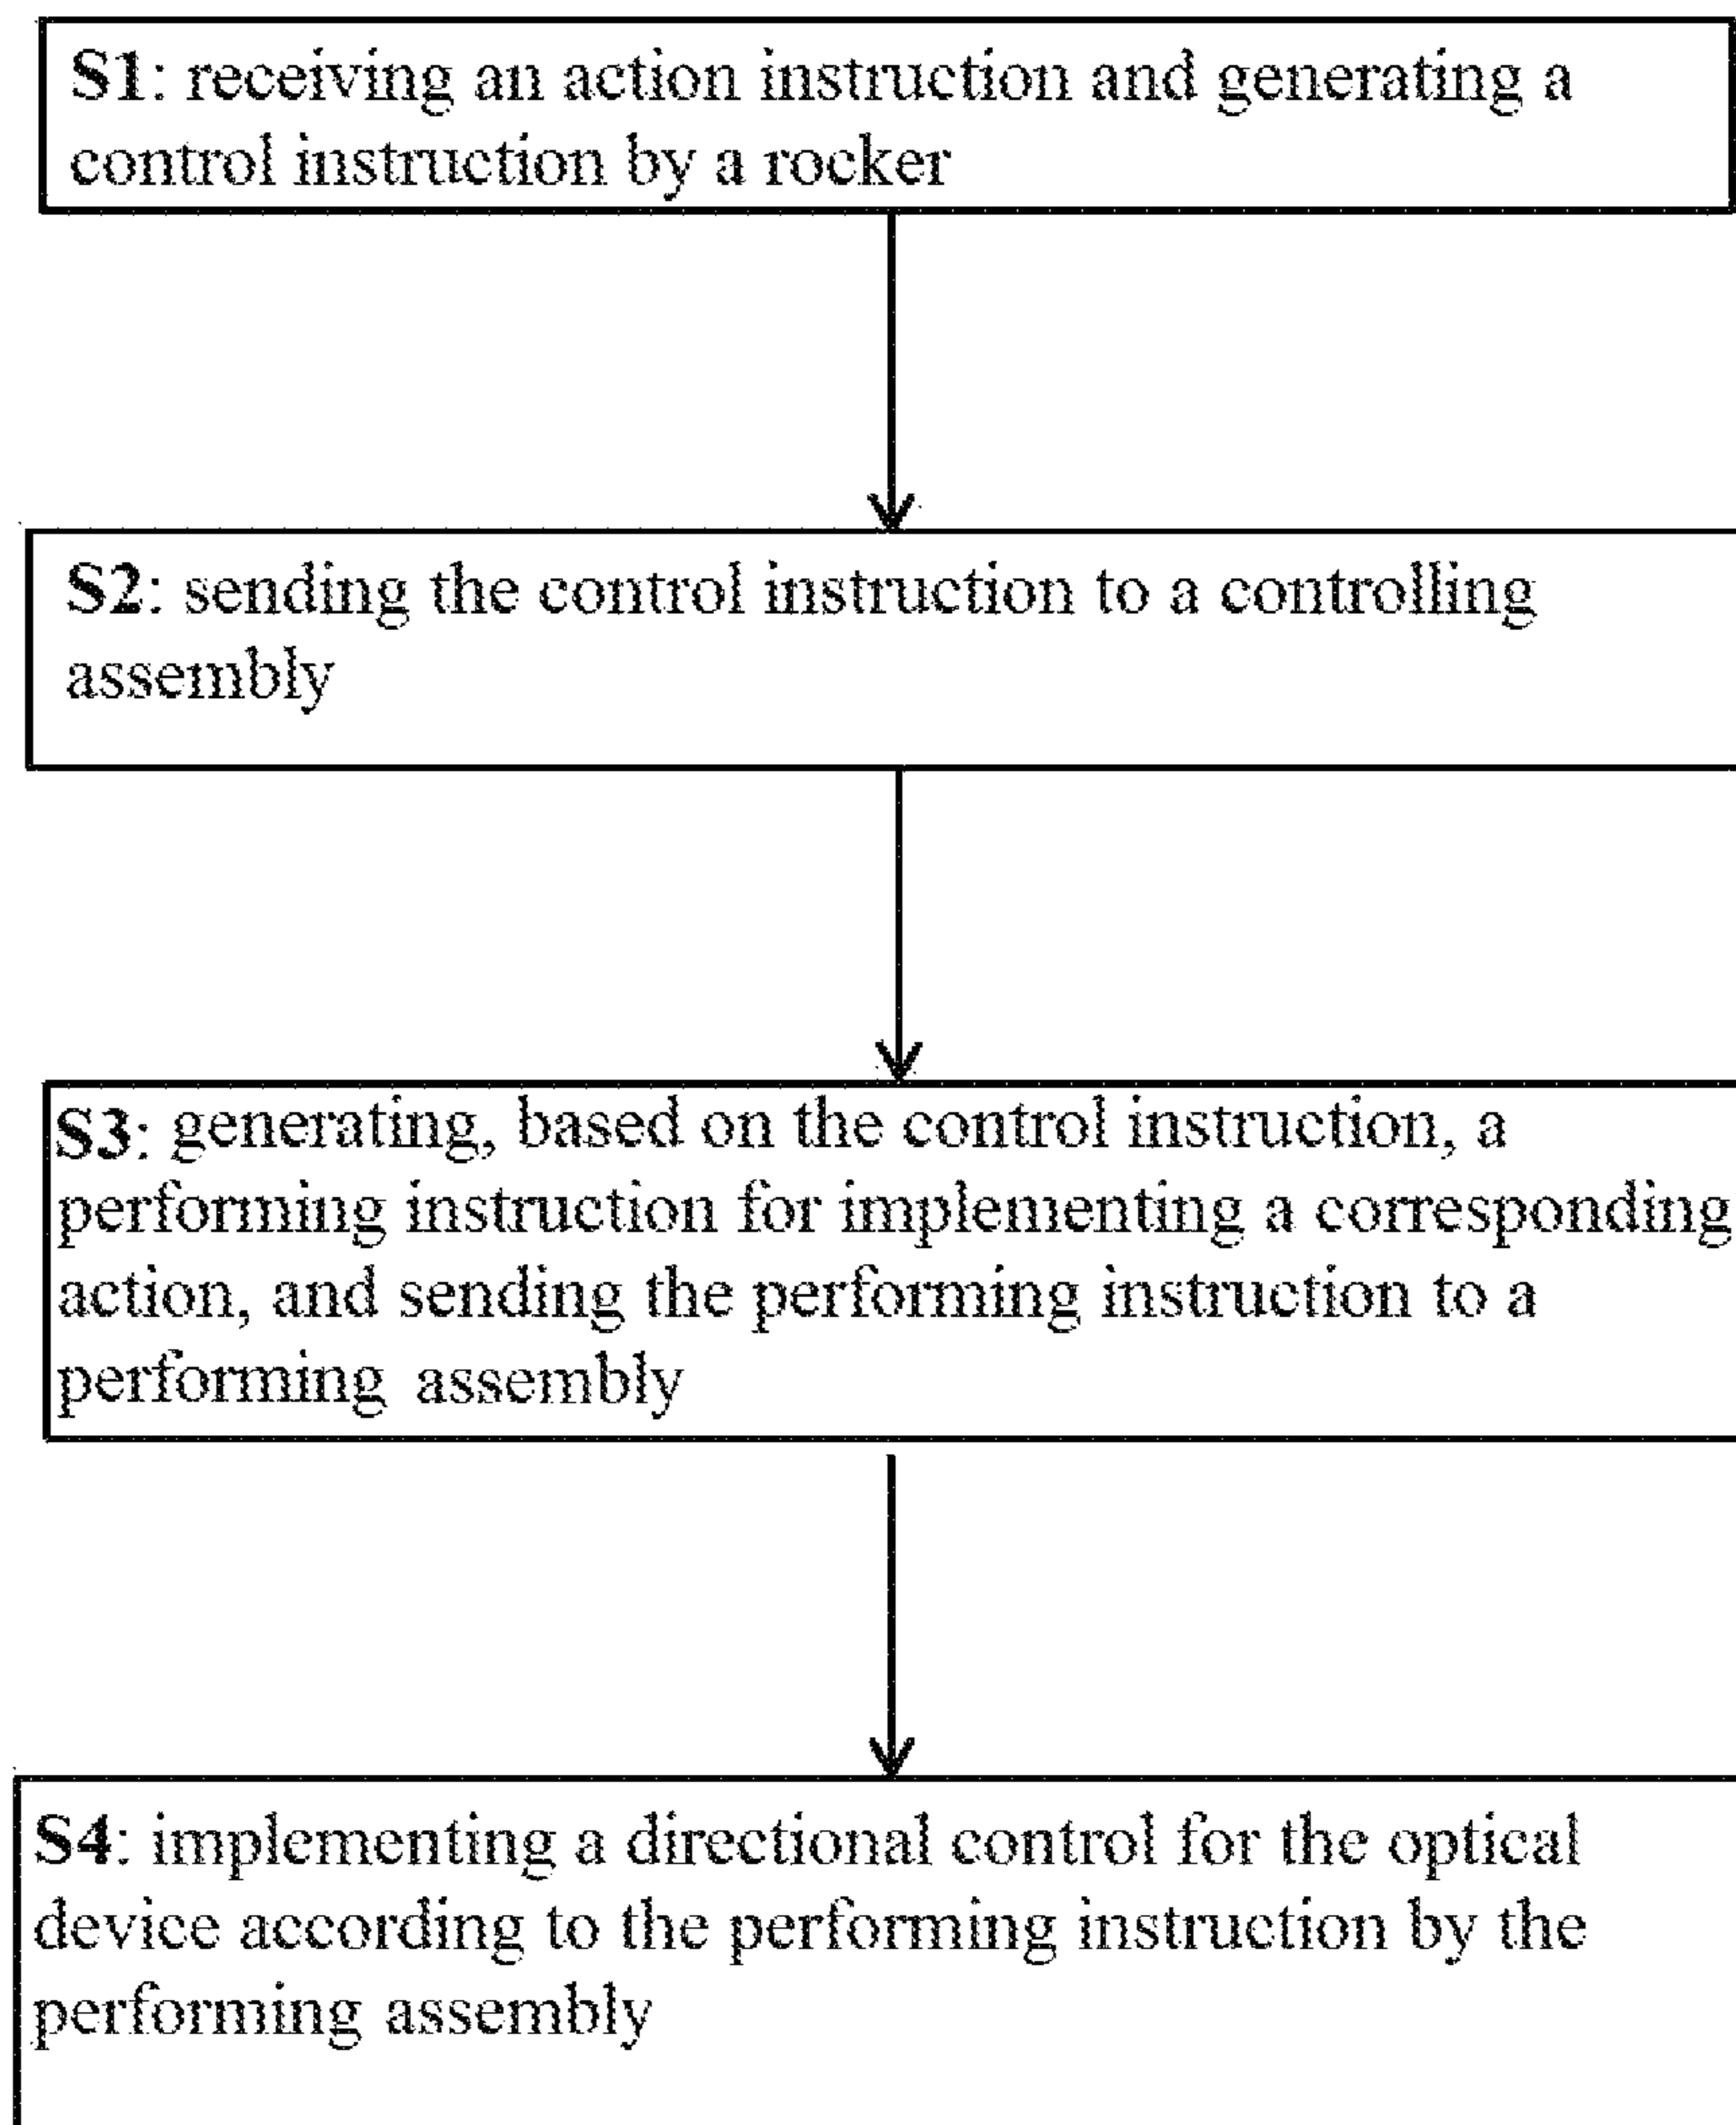 S1: receiving an action instruction and generating a
control instruction by a rocker
S2: sending the control instruction to a controlling
assembly
S3: generating, based on the control instruction, a
performing instruction for implementing a corresponding
action, and sending the performing instruction to a
performing assembly
S4: implementing a directional control for the optical
device according to the performing instruction by the
performing assembly